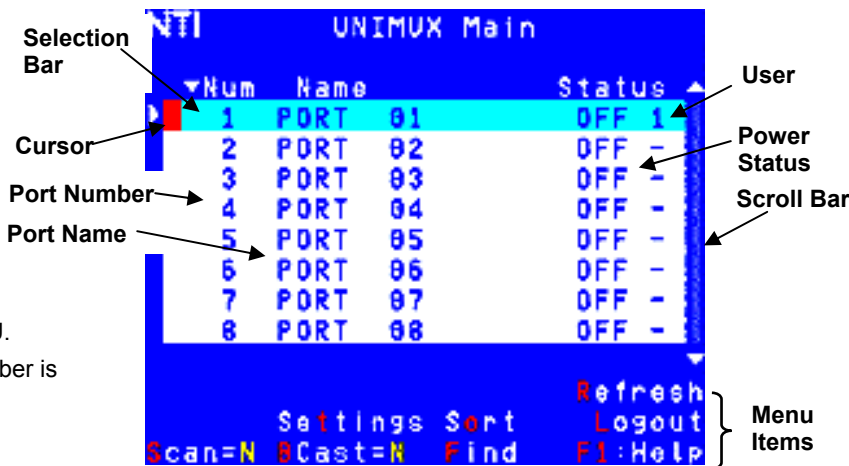 NTI UNIMUX Main
Selection Bar
▼Num Name Status
User
1 PORT 01 OFF 1
Cursor
2 PORT 02 OFF -
Power Status
3 PORT 03 OFF -
Port Number
4 PORT 04 OFF -
Scroll Bar
Port Name
5 PORT 05 OFF -
6 PORT 06 OFF -
7 PORT 07 OFF -
8 PORT 08 OFF -
ber is
Refresh
Settings Sort Logout
Menu Items
Scan=N BCast=N Find F1:Help